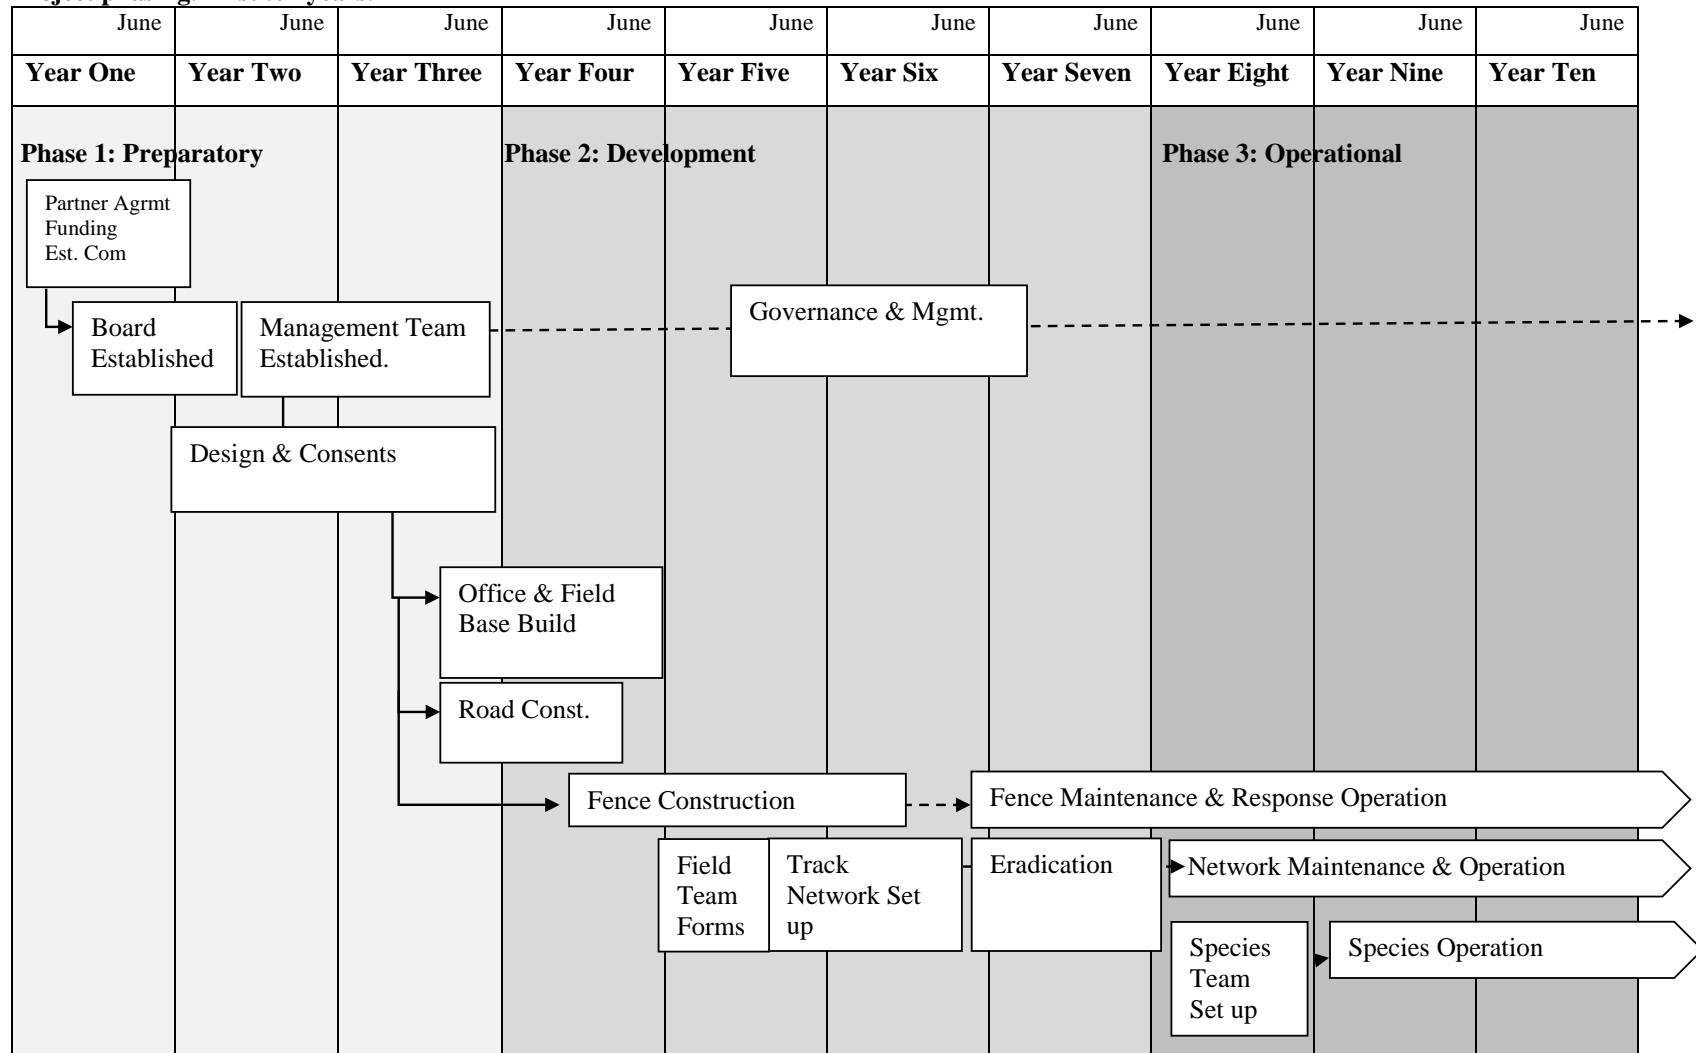 June June June June June June June June June June
Year One Year Two Year Three Year Four Year Five Year Six Year Seven Year Eight Year Nine Year Ten
Phase 1: Preparatory Phase 2: Development Phase 3: Operational
Partner Agrmt
Funding
Est. Com
Board
Established
Management Team
Established.
Governance & Mgmt.
Design & Consents
Office & Field
Base Build
Road Const.
Fence Construction
Fence Maintenance & Response Operation
Field
Team
Forms
Track
Network Set
up
Eradication
Network Maintenance & Operation
Species
Team
Set up
Species Operation